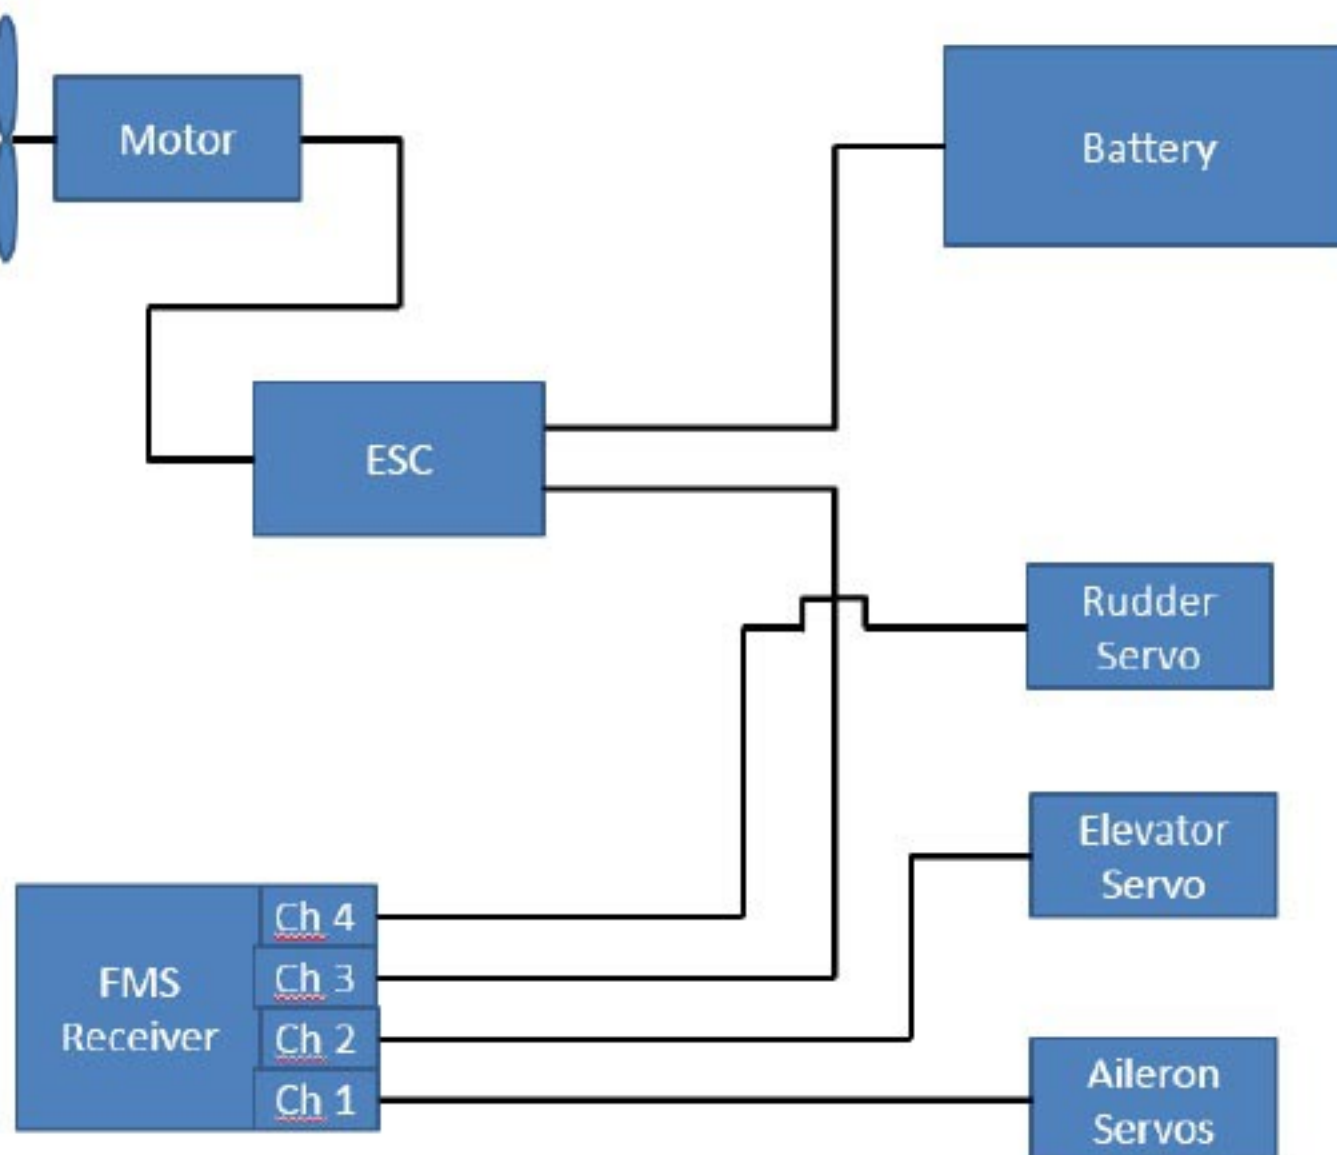 Motor
Battery
ESC
Rudder
Servo
Elevator
Servo
Ch 4
FMS
Receiver
Ch 3
Ch 2
Ch 1
Aileron
Servos